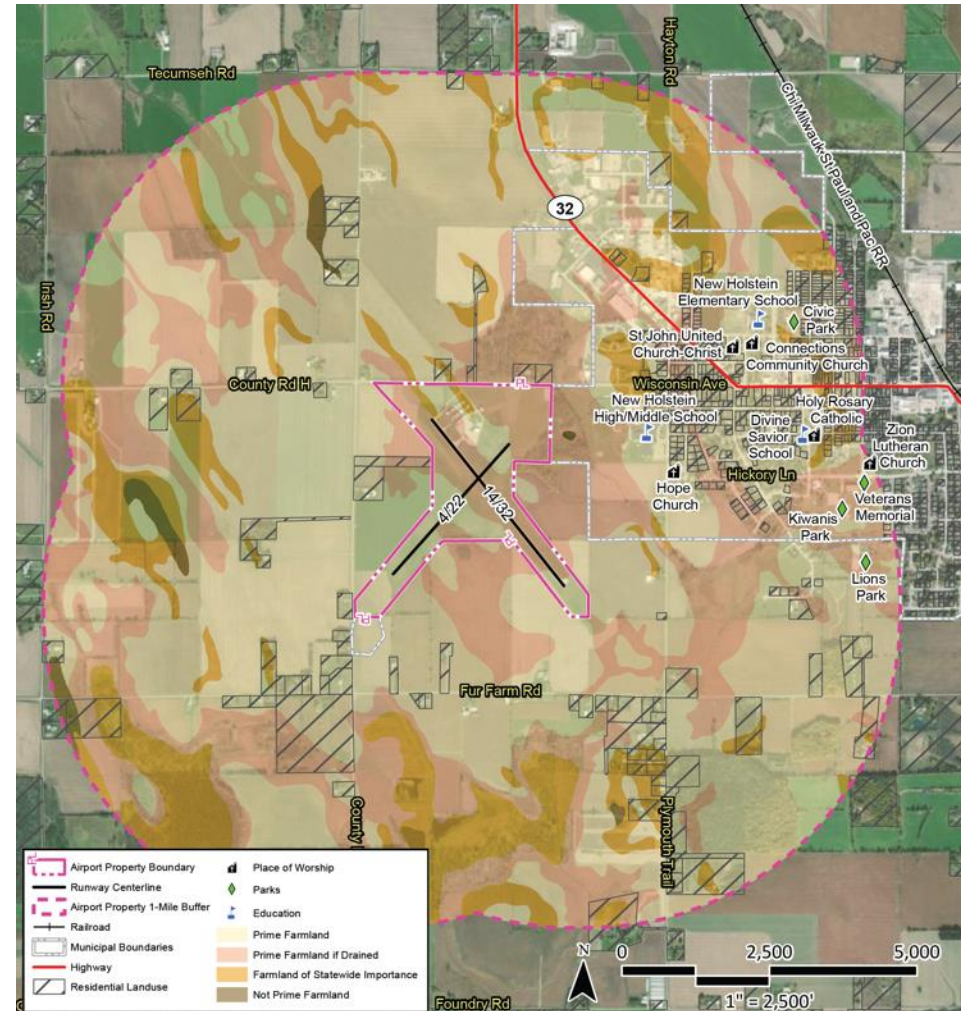 Tecumseh Rd
Hayton Rd
Chi Milwauk St Paul and Pac RR
32
Irish Rd
New Holstein
Elementary School
Civic
Park
St John United
Church-Christ
Connections
Community Church
County Rd H
PL
Wisconsin Ave
New Holstein
High/Middle School
Holy Rosary
Catholic
Divine
Savior
School
Zion
Lutheran
Church
Hickory Ln
Hope
Church
4/22
14/32
Veterans
Memorial
Kiwanis
Park
PL
Lions
Park
PL
Fur Farm Rd
County
Plymouth Trail
PL
Airport Property Boundary
Runway Centerline
Airport Property 1-Mile Buffer
Railroad
Municipal Boundaries
Highway
Residential Landuse
Place of Worship
Parks
Education
Prime Farmland
Prime Farmland if Drained
Farmland of Statewide Importance
Not Prime Farmland
Foundry Rd
N
0 2,500 5,000
1" = 2,500'